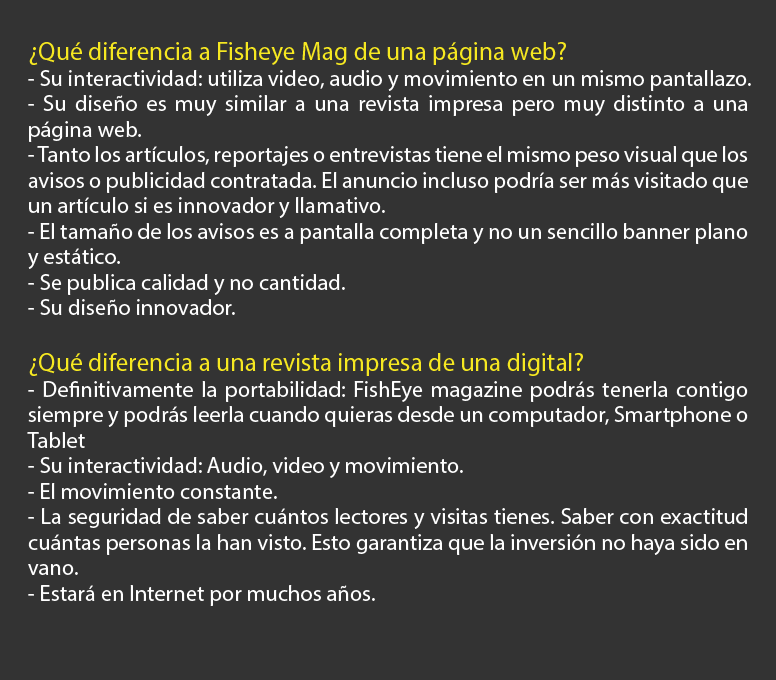 ¿Qué diferencia a Fisheye Mag de una página web?
- Su interactividad: utiliza video, audio y movimiento en un mismo pantallazo.
- Su diseño es muy similar a una revista impresa pero muy distinto a una
página web.
- Tanto los artículos, reportajes o entrevistas tiene el mismo peso visual que los
avisos o publicidad contratada. El anuncio incluso podría ser más visitado que
un artículo si es innovador y llamativo.
- El tamaño de los avisos es a pantalla completa y no un sencillo banner plano
y estático.
- Se publica calidad y no cantidad.
- Su diseño innovador.
¿Qué diferencia a una revista impresa de una digital?
- Definitivamente la portabilidad: FishEye magazine podrás tenerla contigo
siempre y podrás leerla cuando quieras desde un computador, Smartphone o
Tablet
- Su interactividad: Audio, video y movimiento.
- El movimiento constante.
- La seguridad de saber cuántos lectores y visitas tienes. Saber con exactitud
cuántas personas la han visto. Esto garantiza que la inversión no haya sido en
vano.
- Estará en Internet por muchos años.